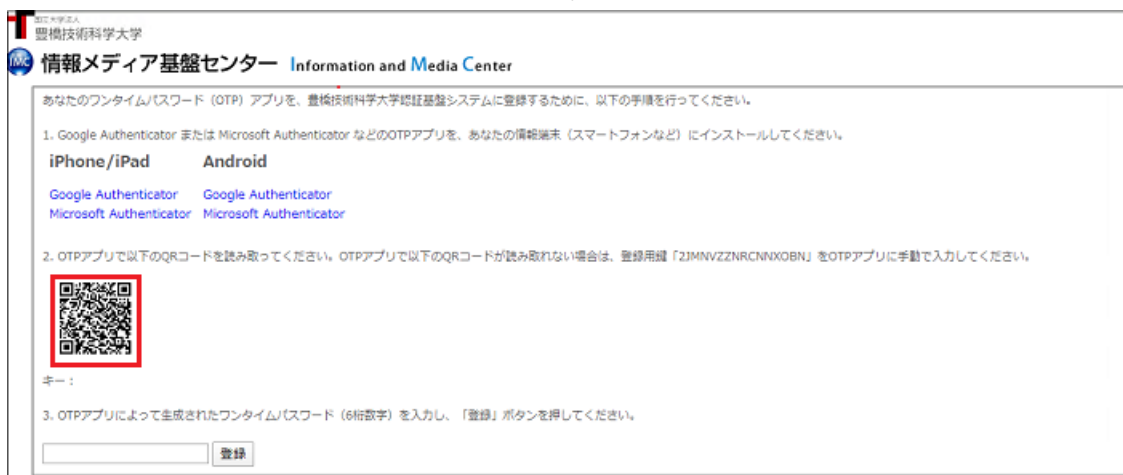 国立大学法人
豊橋技術科学大学
IMC
情報メディア基盤センター Information and Media Center
あなたのワンタイムパスワード（OTP）アプリを、豊橋技術科学大学認証基盤システムに登録するために、以下の手順を行ってください。
1. Google Authenticator または Microsoft Authenticator などのOTPアプリを、あなたの情報端末（スマートフォンなど）にインストールしてください。
iPhone/iPad Android
Google Authenticator Google Authenticator
Microsoft Authenticator Microsoft Authenticator
2. OTPアプリで以下のQRコードを読み取ってください。OTPアプリで以下のQRコードが読み取れない場合は、登録用鍵「2JMNVZZNRCNNXOBN」をOTPアプリに手動で入力してください。
キー：
3. OTPアプリによって生成されたワンタイムパスワード（6桁数字）を入力し、「登録」ボタンを押してください。
登録